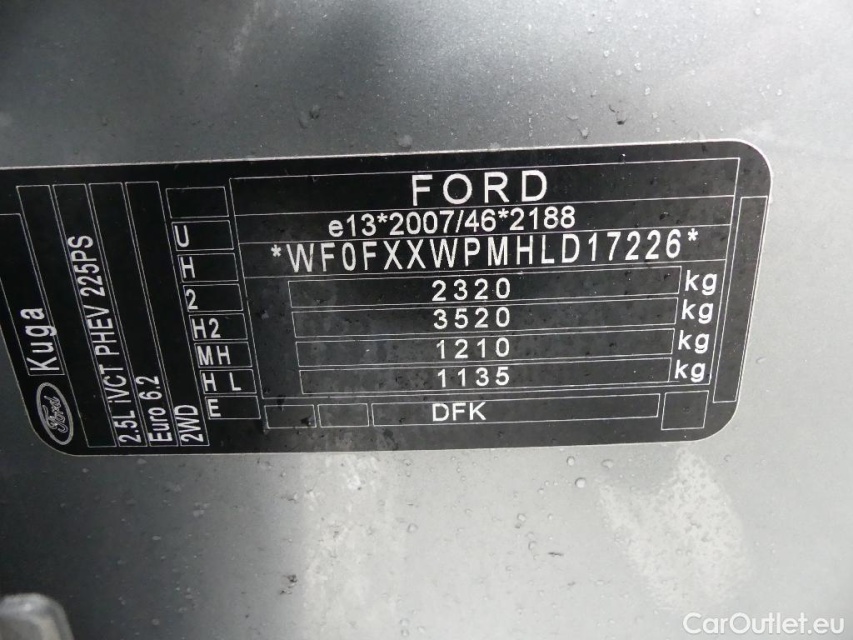 FORD
e13*2007/46*2188
*WF0FXXWPMHLD17226*
2320 kg
3520 kg
1210 kg
1135 kg
DFK
U
H
2
H2
MH
H L
E
Ford
Kuga
2.5L iVCT PHEV 225PS
Euro 6.2
2WD
CarOutlet.eu